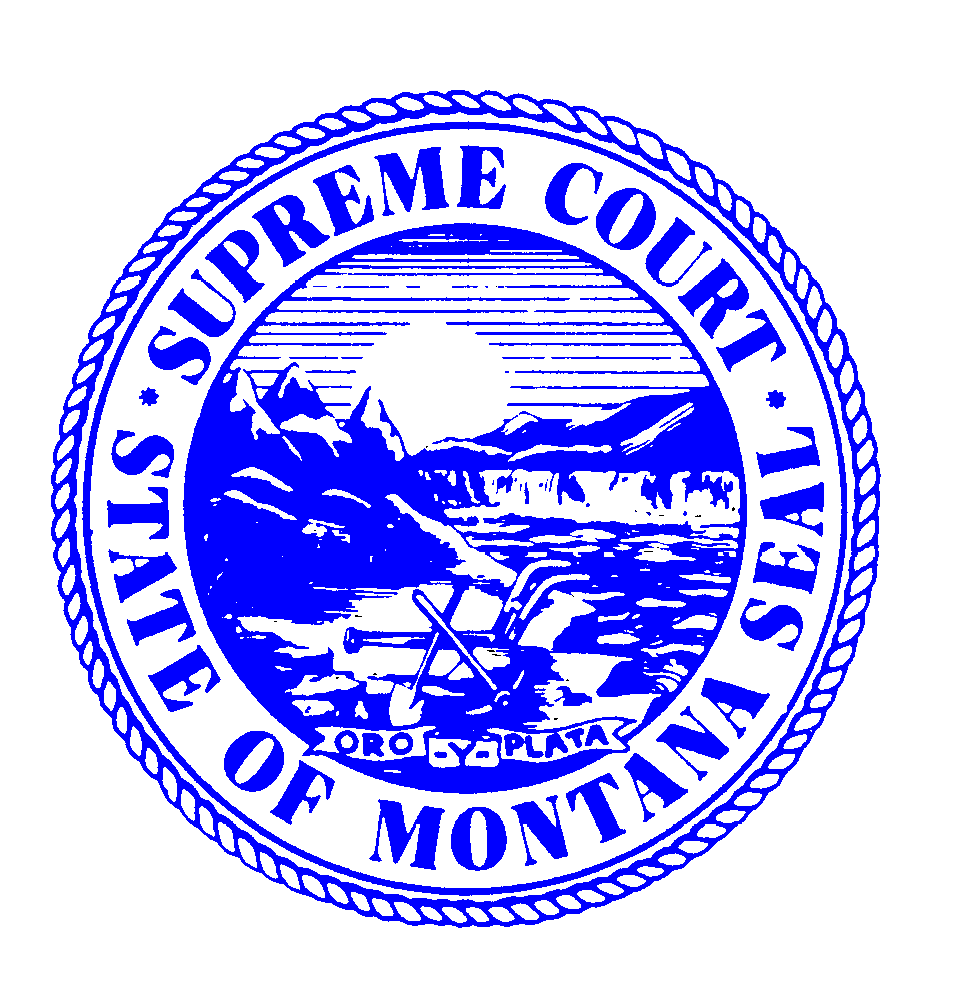 SUPREME COURT
STATE OF MONTANA SEAL
ORO -Y- PLATA